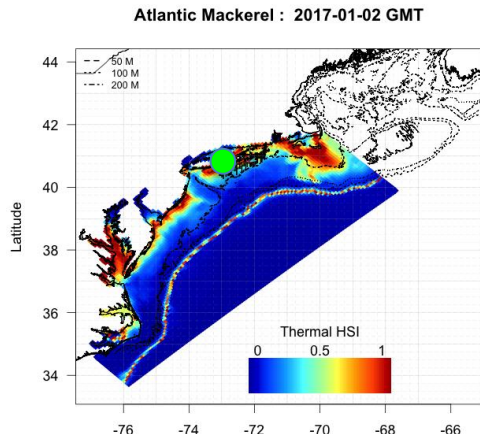 Atlantic Mackerel : 2017-01-02 GMT
50 M
100 M
200 M
Latitude
44
42
40
38
36
34
Thermal HSI
0 0.5 1
-76 -74 -72 -70 -68 -66